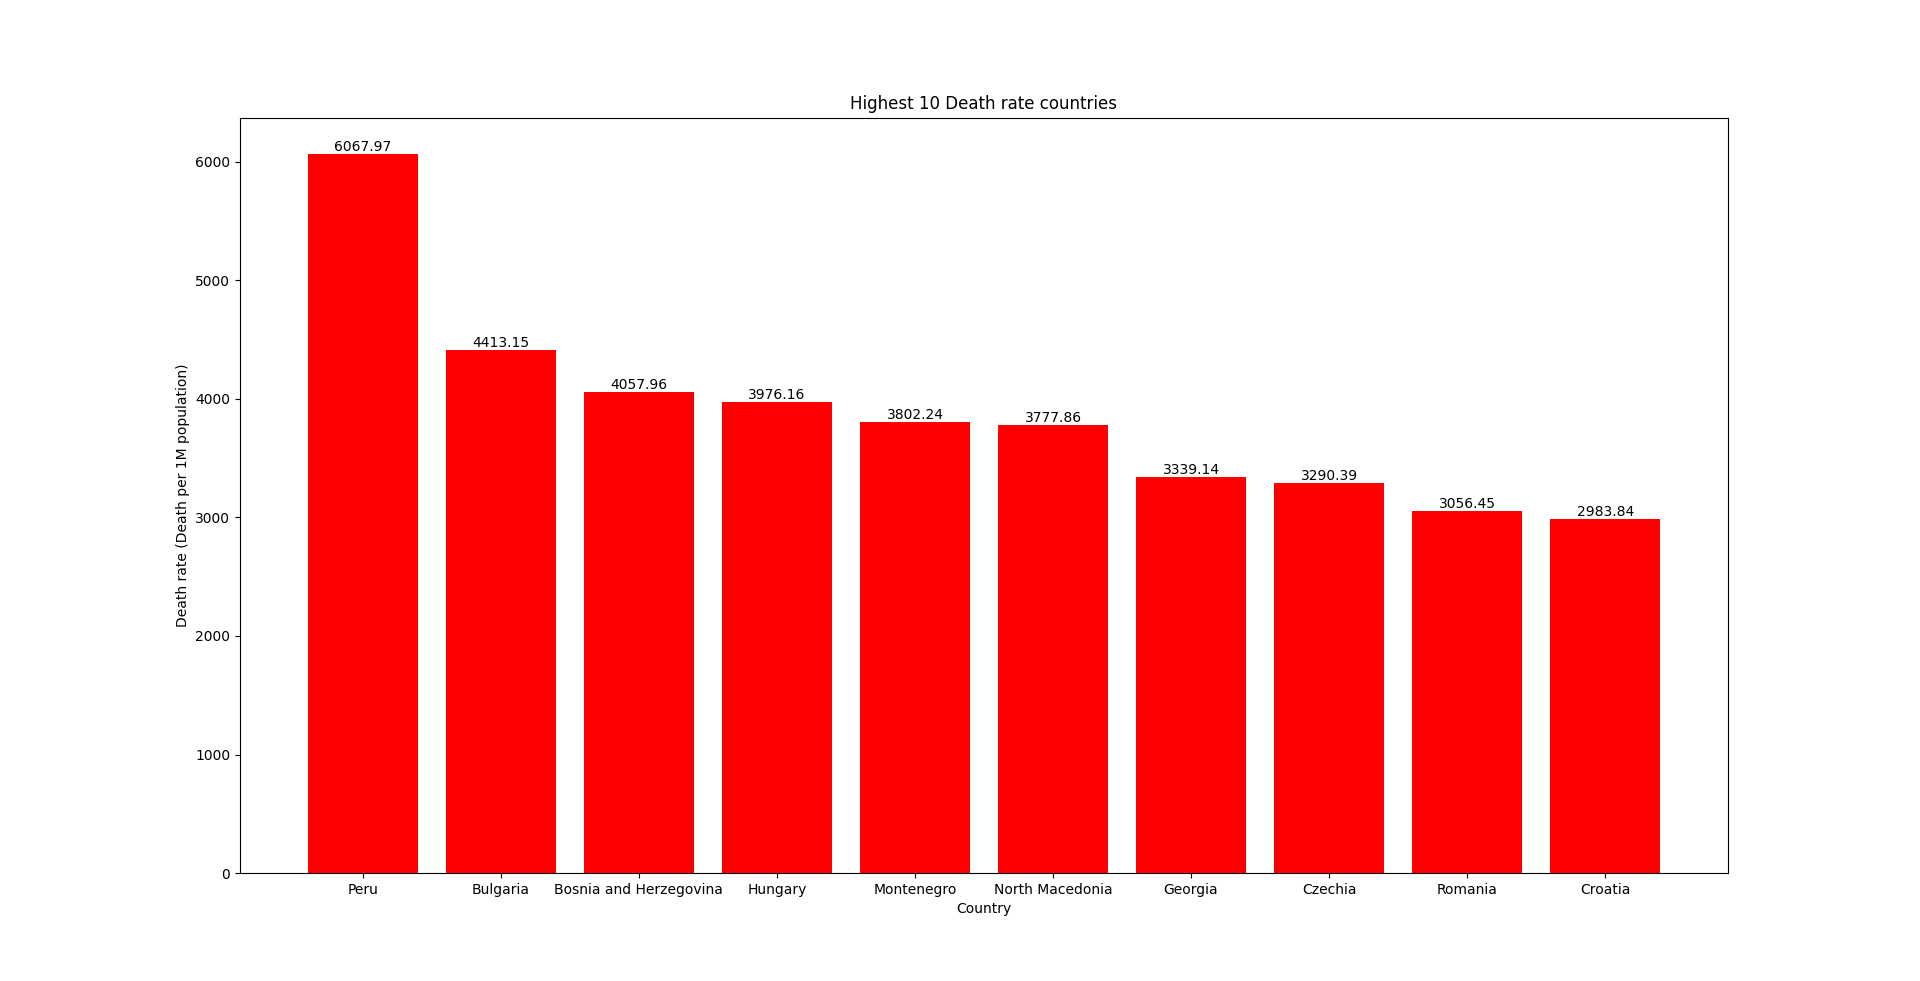 Highest 10 Death rate countries
Death rate (Death per 1M population)
6000
5000
4000
3000
2000
1000
0
6067.97
4413.15
4057.96
3976.16
3802.24
3777.86
3339.14
3290.39
3056.45
2983.84
Peru
Bulgaria
Bosnia and Herzegovina
Hungary
Montenegro
North Macedonia
Georgia
Czechia
Romania
Croatia
Country